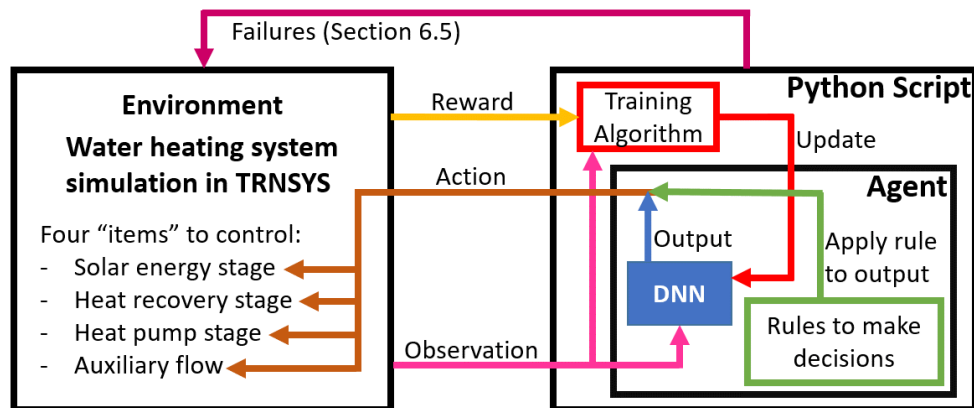 Failures (Section 6.5)
Environment
Water heating system
simulation in TRNSYS
Four “items” to control:
- Solar energy stage
- Heat recovery stage
- Heat pump stage
- Auxiliary flow
Reward
Action
Observation
Python Script
Training
Algorithm
Update
Agent
Output
DNN
Apply rule
to output
Rules to make
decisions